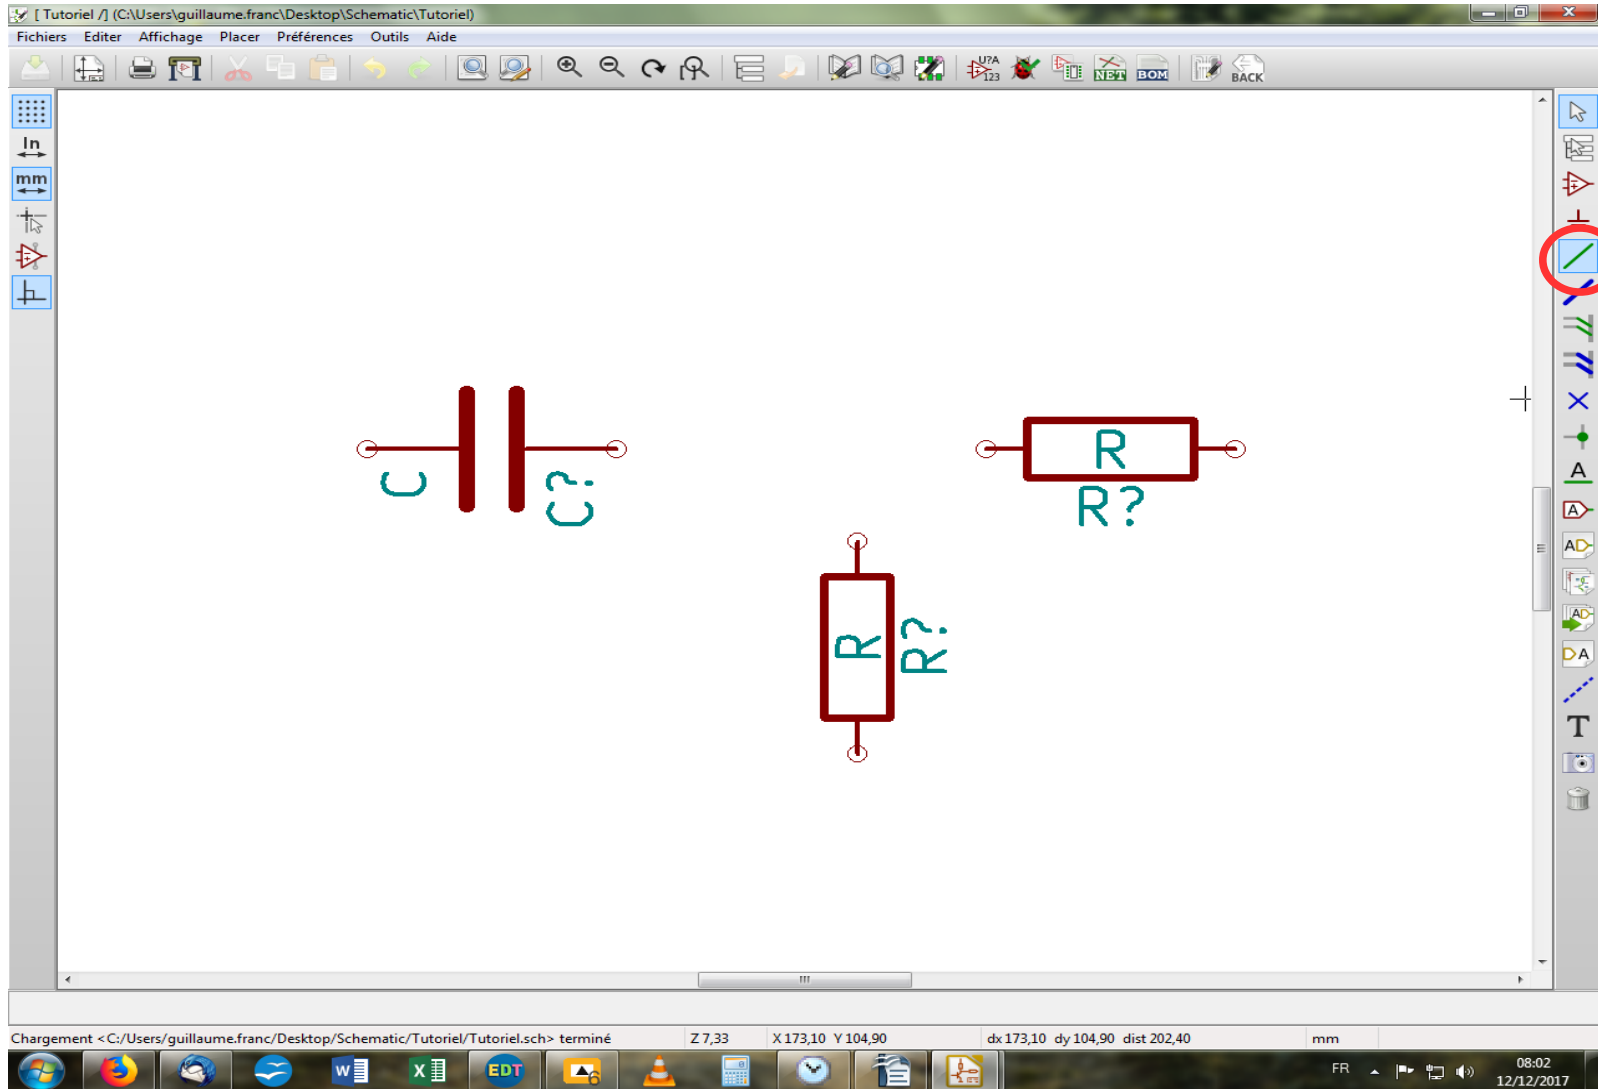 [ Tutoriel /] (C:\Users\guillaume.franc\Desktop\Schematic\Tutoriel)
Fichiers Editer Affichage Placer Préférences Outils Aide
U?A
123
NET
BOM
BACK
In
mm
C
C?
R
R?
R
R?
A
A
AD
AD
DA
T
Chargement <C:/Users/guillaume.franc/Desktop/Schematic/Tutoriel/Tutoriel.sch> terminé
Z 7,33
X 173,10 Y 104,90
dx 173,10 dy 104,90 dist 202,40
mm
W
X
EDT
6
FR
08:02
12/12/2017